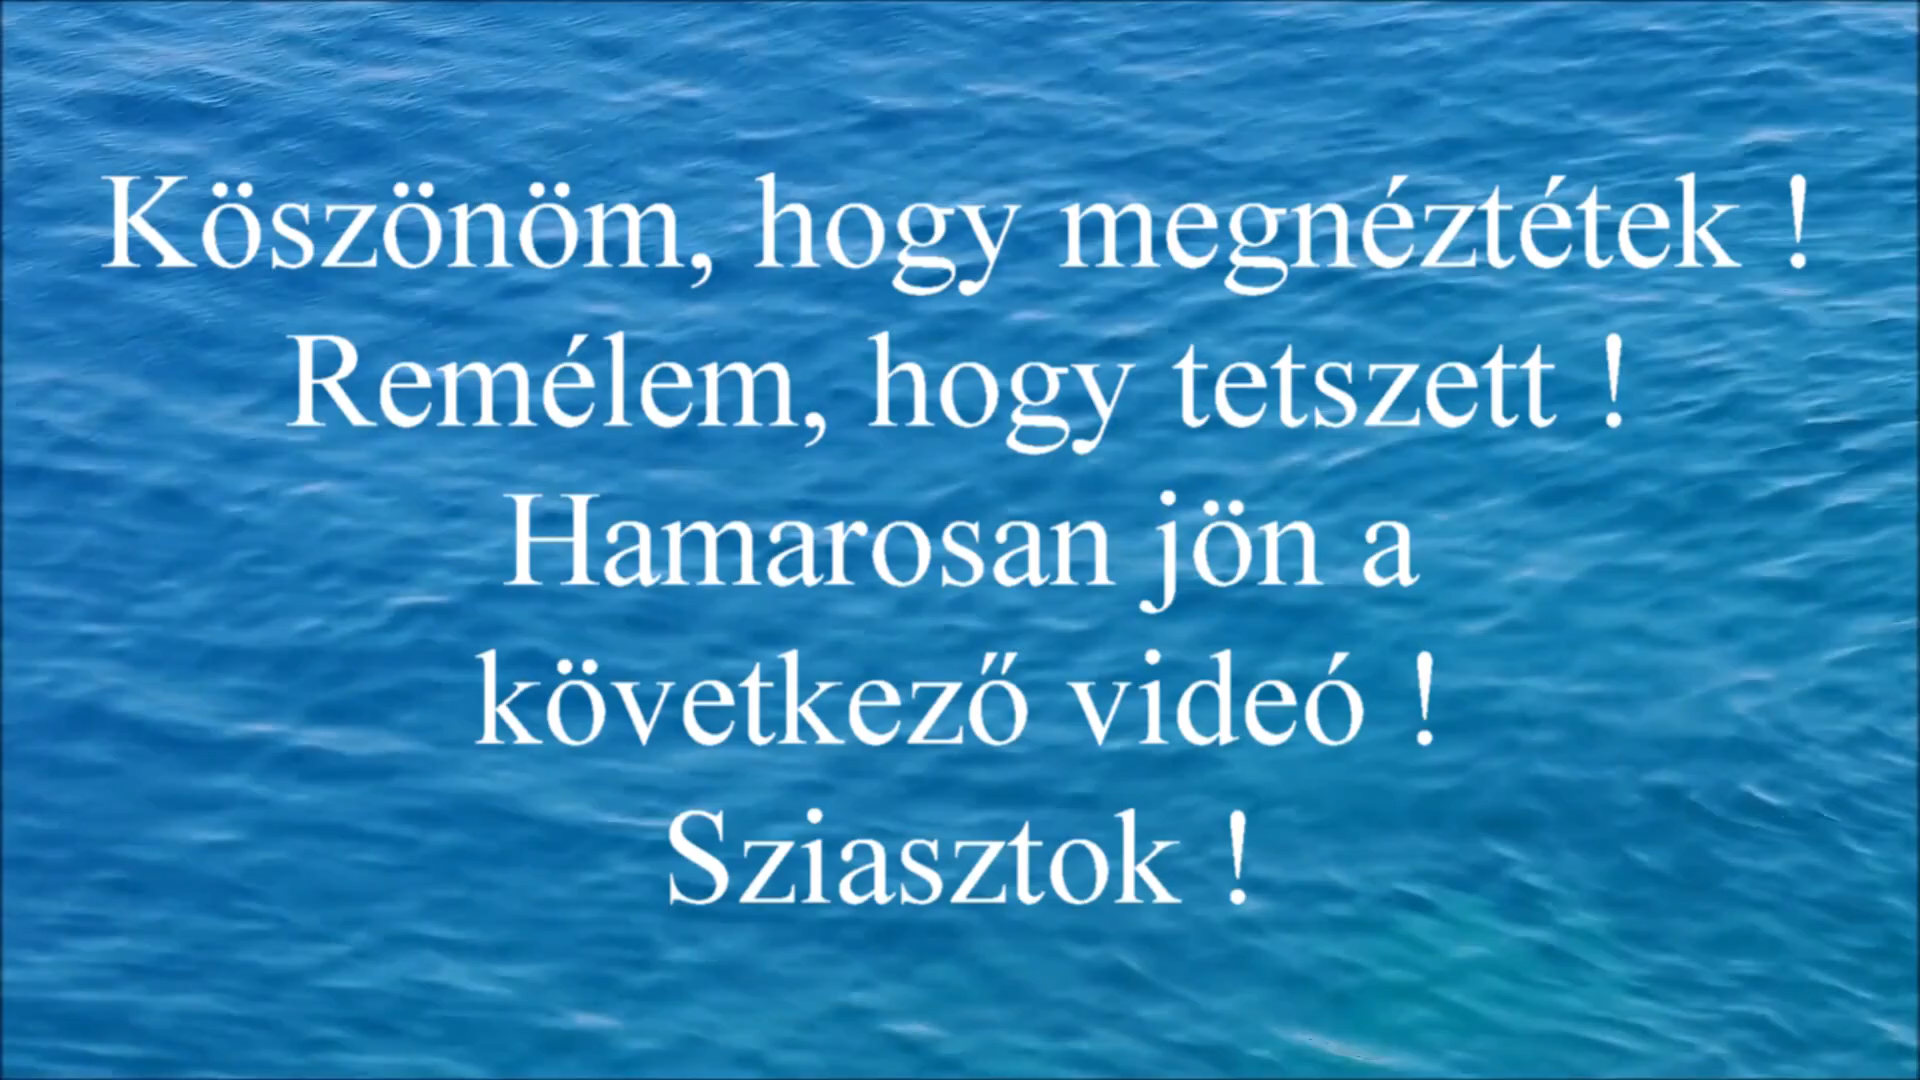 Köszönöm, hogy megnéztétek !
Remélem, hogy tetszett !
Hamarosan jön a
következő videó !
Sziasztok !